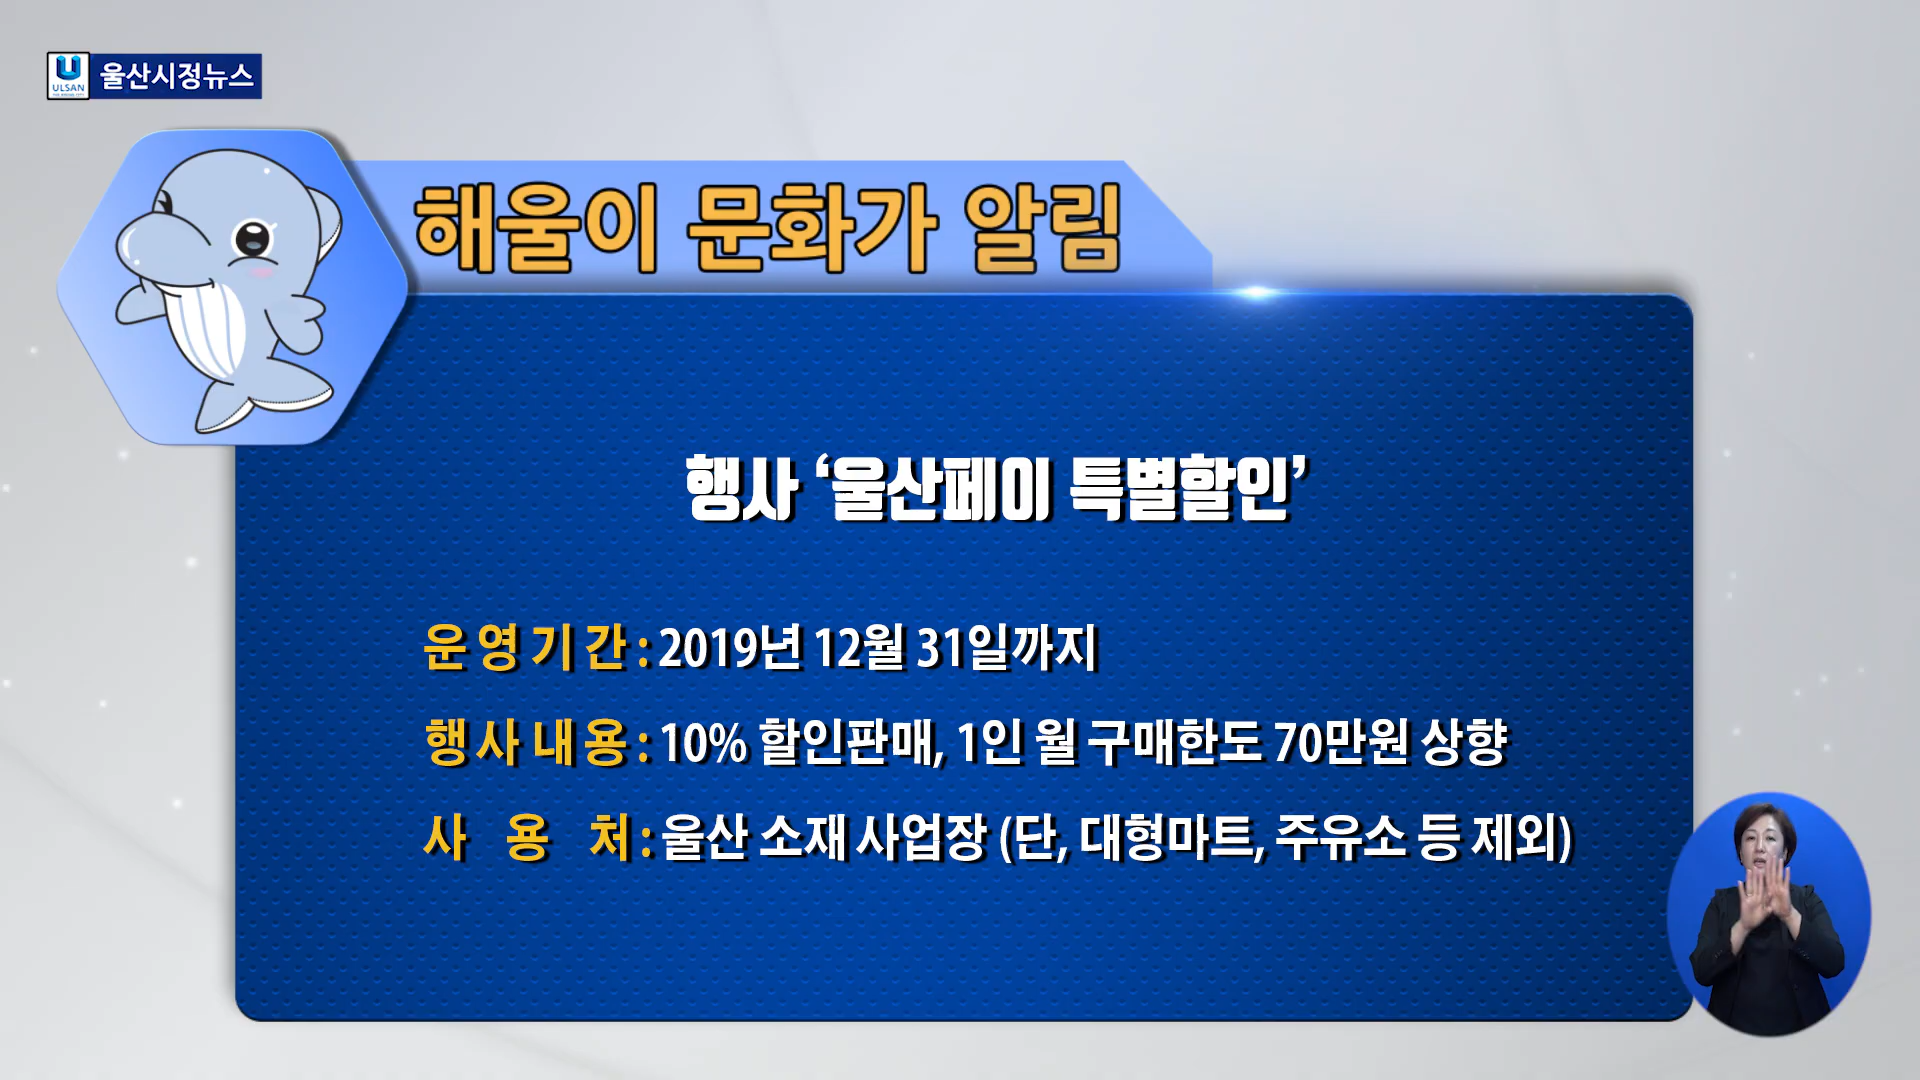 ULSAN
울산시정뉴스
해울이 문화가 알림
행사 ‘울산페이 특별할인’
운영기간 : 2019년 12월 31일까지
행사내용 : 10% 할인판매, 1인 월 구매한도 70만원 상향
사 용 처 : 울산 소재 사업장 (단, 대형마트, 주유소 등 제외)